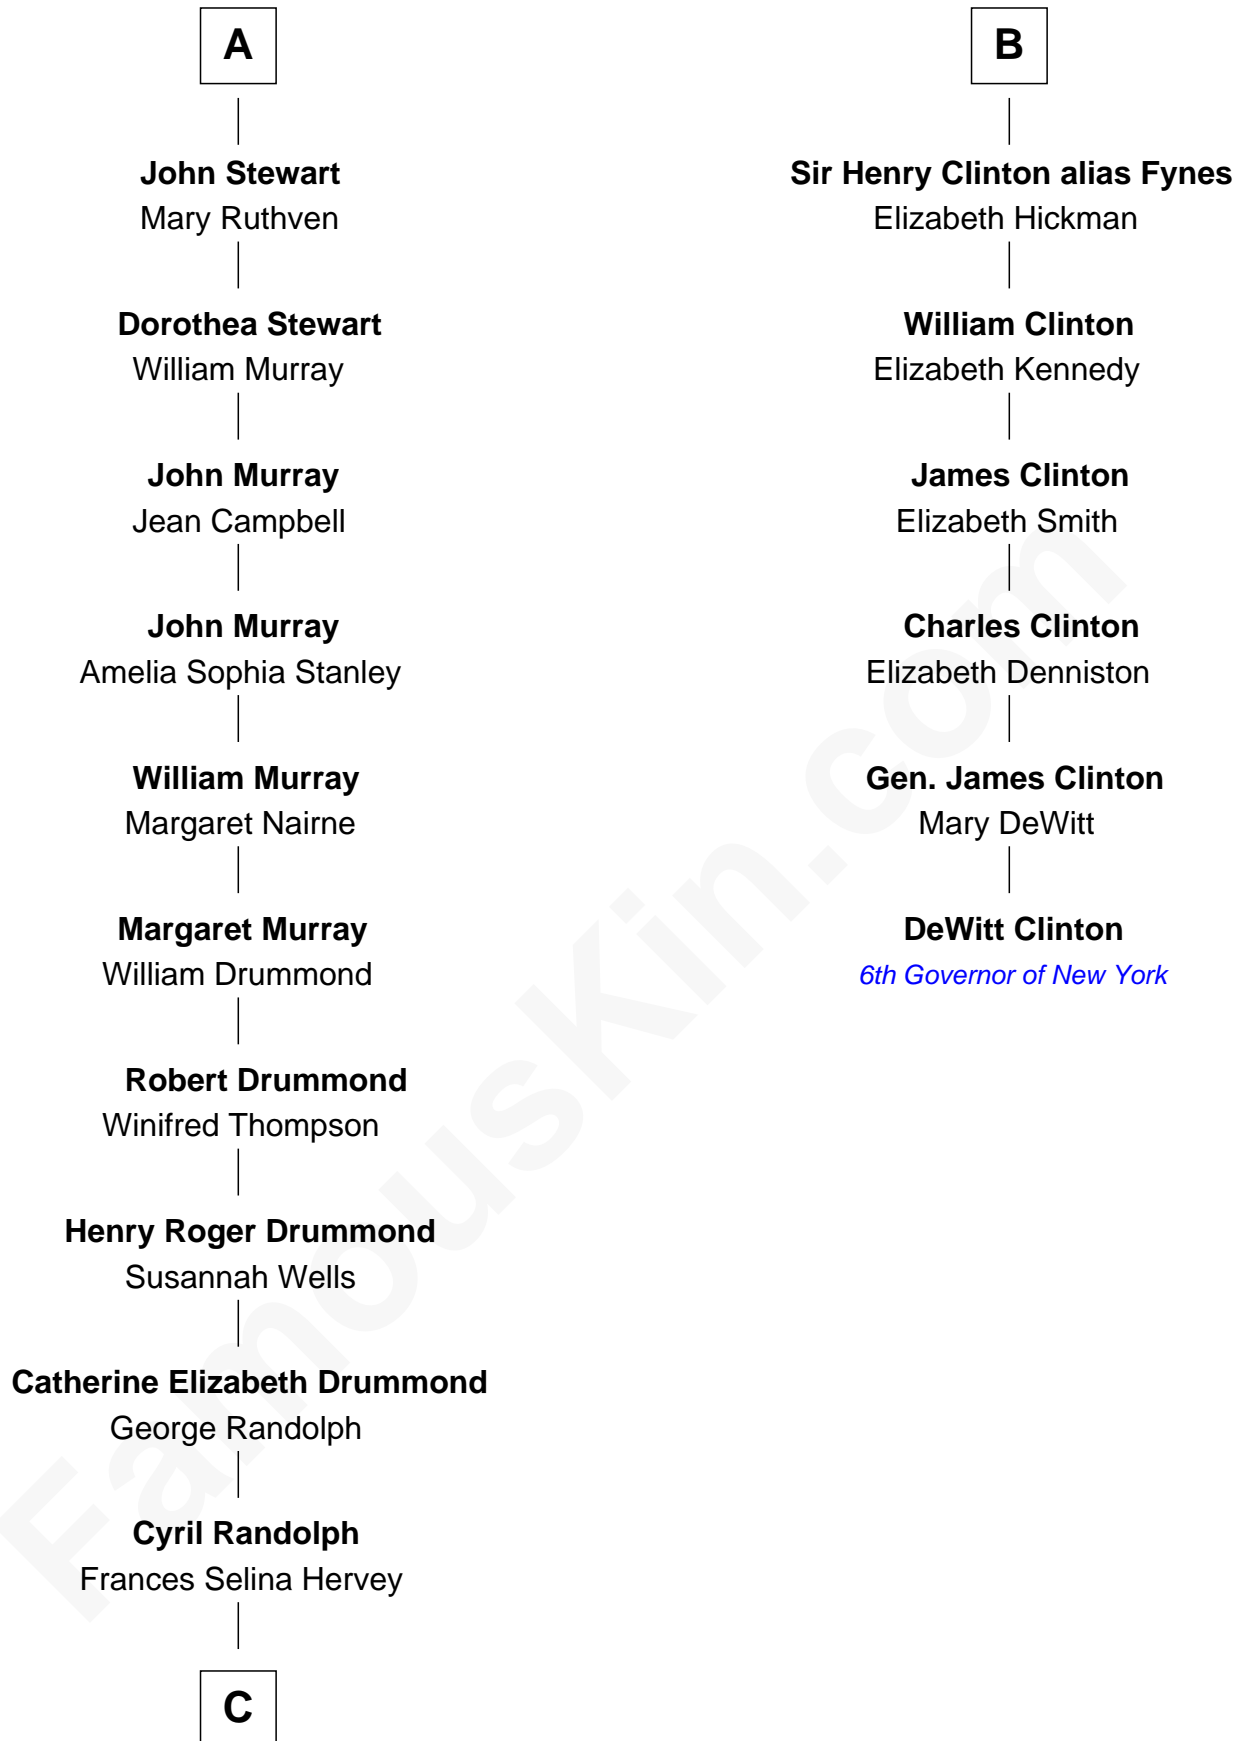 A
John Stewart
Mary Ruthven
Dorothea Stewart
William Murray
John Murray
Jean Campbell
John Murray
Amelia Sophia Stanley
William Murray
Margaret Nairne
Margaret Murray
William Drummond
Robert Drummond
Winifred Thompson
Henry Roger Drummond
Susannah Wells
Catherine Elizabeth Drummond
George Randolph
Cyril Randolph
Frances Selina Hervey
C
B
Sir Henry Clinton alias Fynes
Elizabeth Hickman
William Clinton
Elizabeth Kennedy
James Clinton
Elizabeth Smith
Charles Clinton
Elizabeth Denniston
Gen. James Clinton
Mary DeWitt
DeWitt Clinton
6th Governor of New York
FamousKin.com